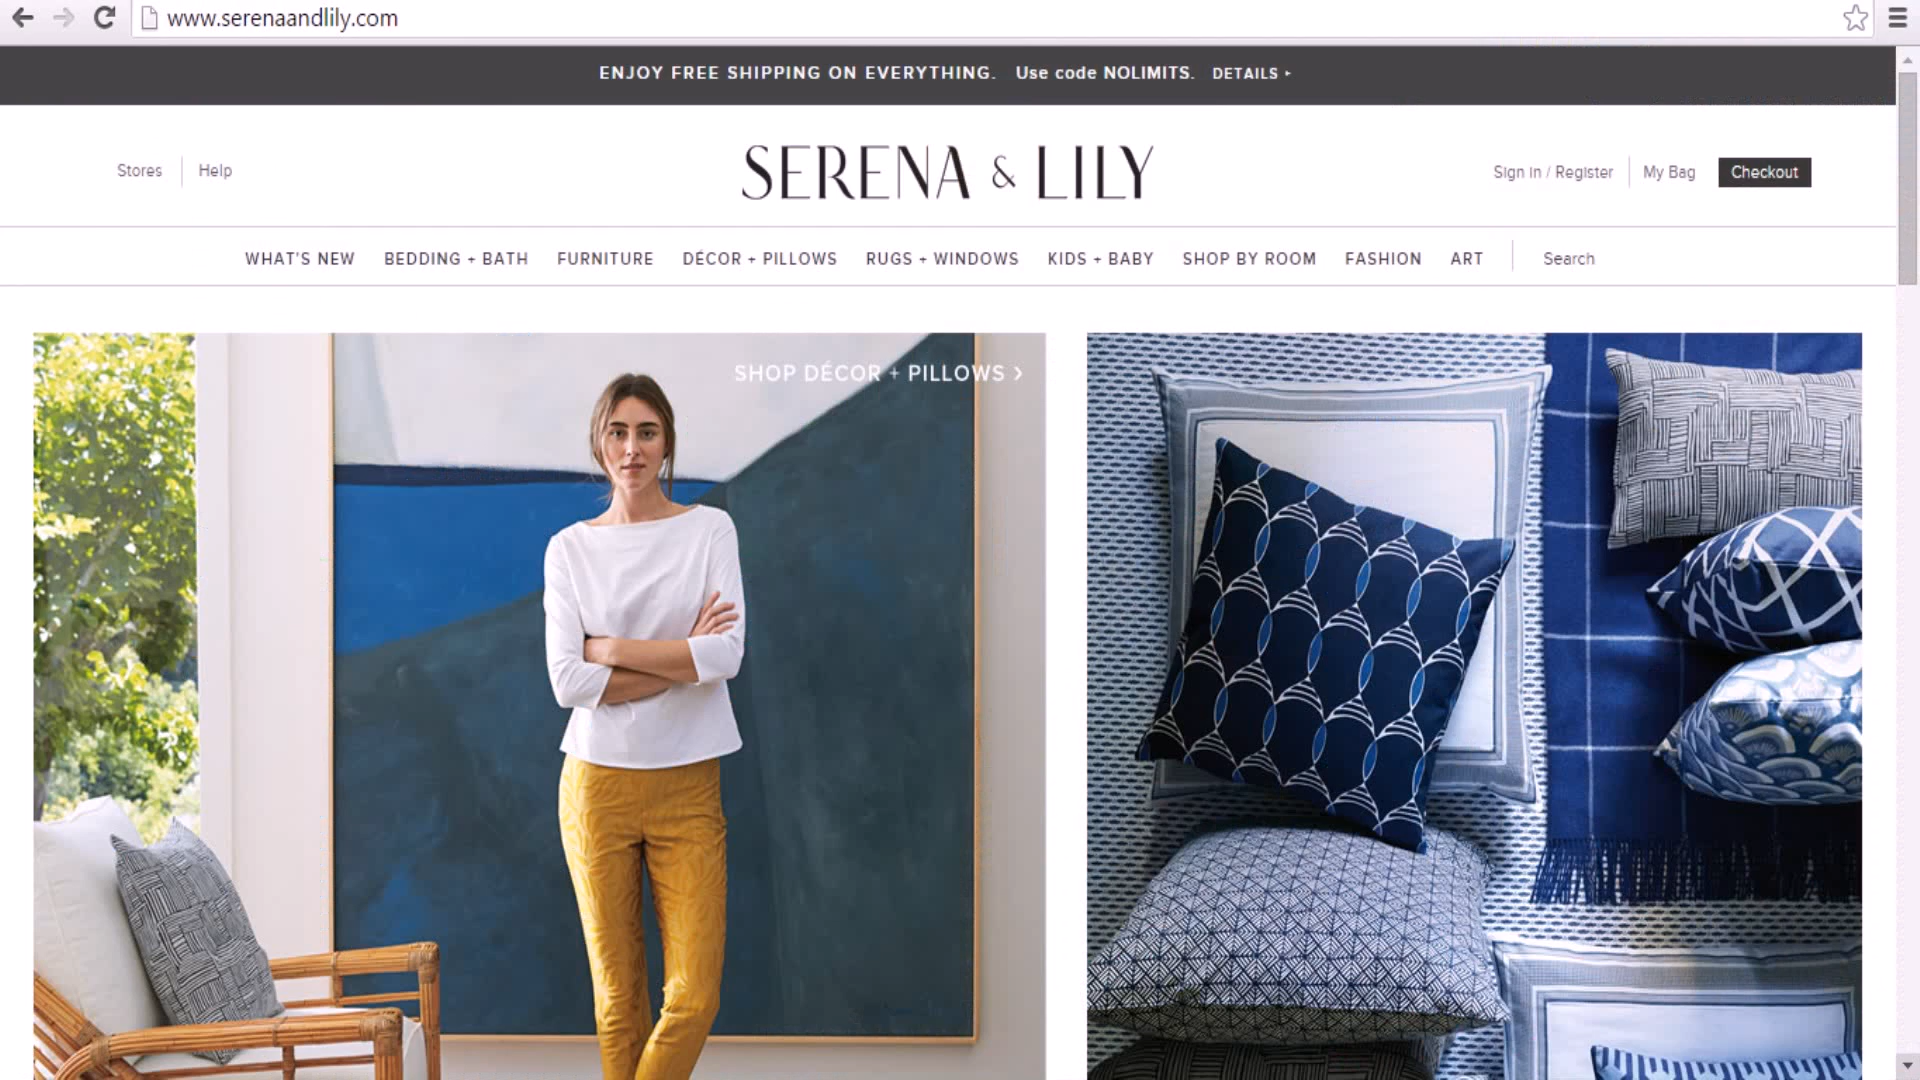 www.serenaandlily.com
ENJOY FREE SHIPPING ON EVERYTHING. Use code NOLIMITS. DETAILS ▸
Stores Help
SERENA & LILY
Sign In / Register My Bag Checkout
WHAT'S NEW BEDDING + BATH FURNITURE DÉCOR + PILLOWS RUGS + WINDOWS KIDS + BABY SHOP BY ROOM FASHION ART Search
SHOP DÉCOR + PILLOWS ›